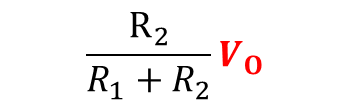 R₂
R₁ + R₂ V₀